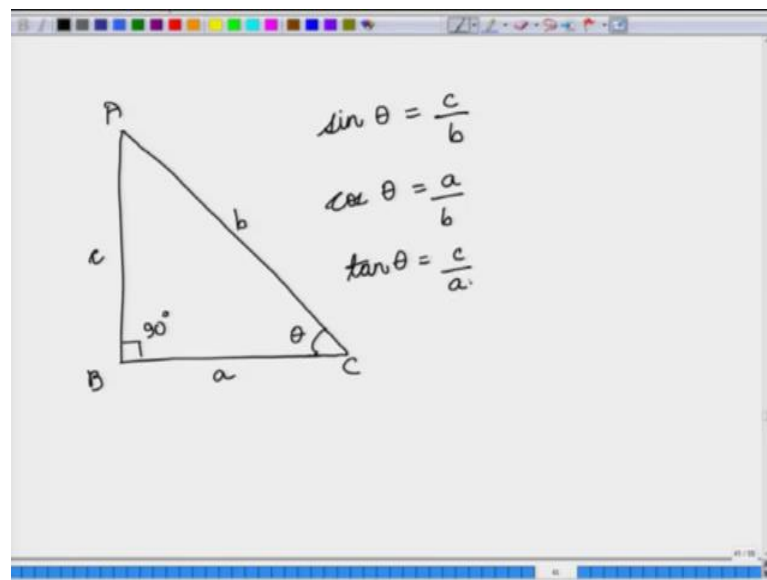 A
sin θ = c/b
b
cos θ = a/b
c
tan θ = c/a
90°
θ
B
a
C